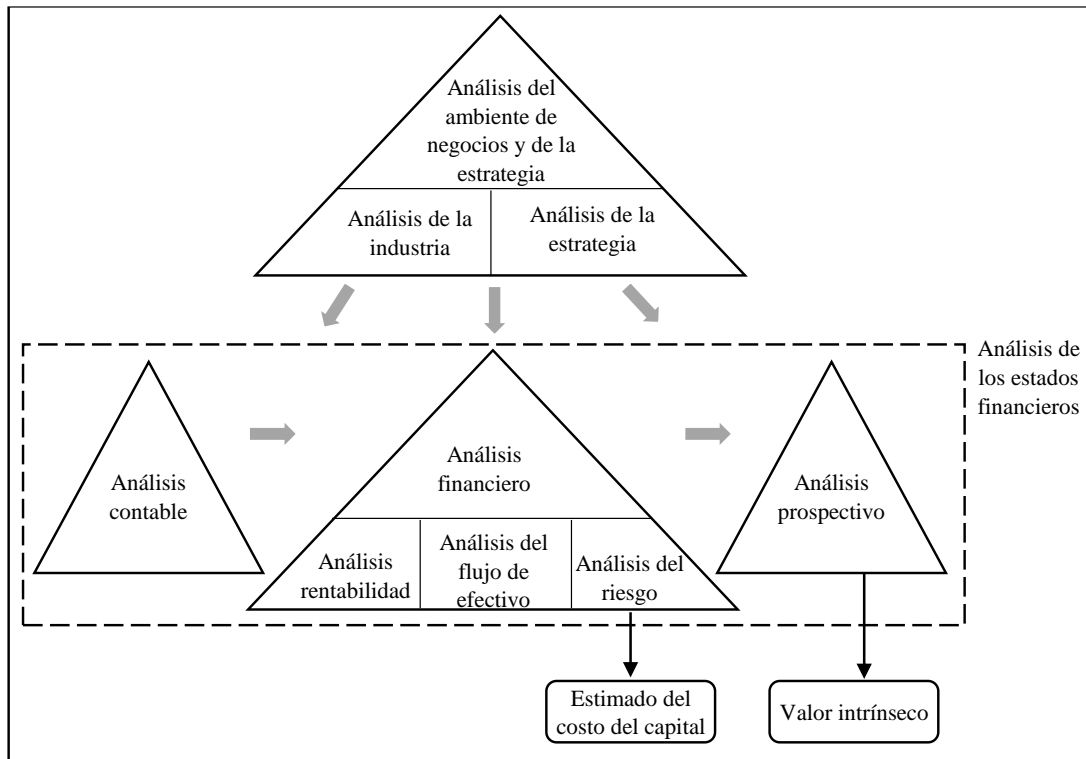 Análisis del
ambiente de
negocios y de la
estrategia
Análisis de la
industria
Análisis de la
estrategia
Análisis de
los estados
financieros
Análisis
contable
Análisis
financiero
Análisis
rentabilidad
Análisis del
flujo de
efectivo
Análisis del
riesgo
Análisis
prospectivo
Estimado del
costo del capital
Valor intrínseco